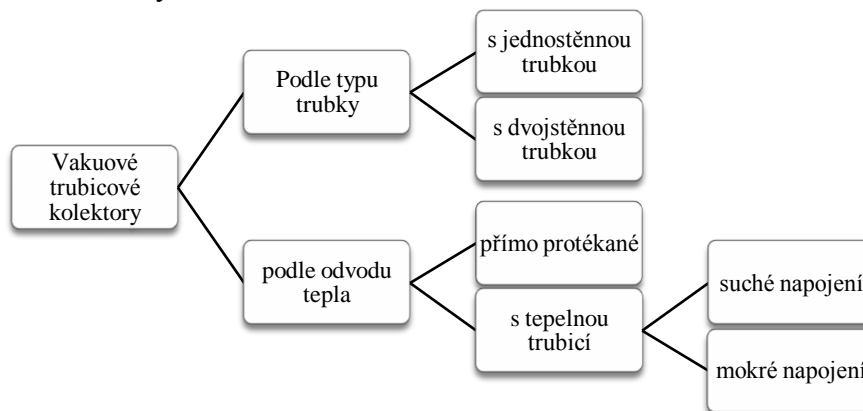 s jednostěnnou
trubkou
Podle typu
trubky
s dvojstěnnou
trubkou
Vakuové
trubicové
kolektory
přímo protékané
podle odvodu
tepla
suché napojení
s tepelnou
trubicí
mokré napojení